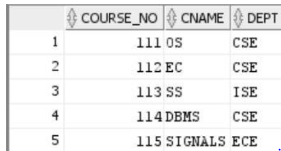 COURSE_NO CNAME DEPT
1 111 OS CSE
2 112 EC CSE
3 113 SS ISE
4 114 DBMS CSE
5 115 SIGNALS ECE